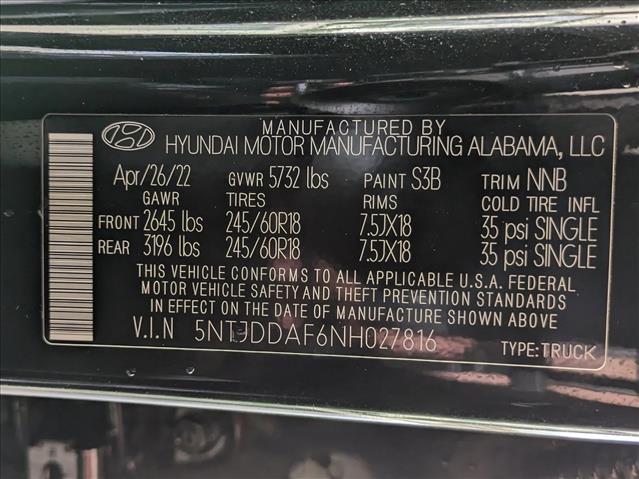 MANUFACTURED BY
HYUNDAI MOTOR MANUFACTURING ALABAMA, LLC
Apr/26/22 GVWR 5732 lbs PAINT S3B TRIM NNB
GAWR TIRES RIMS COLD TIRE INFL
FRONT 2645 lbs 245/60R18 7.5JX18 35 psi SINGLE
REAR 3196 lbs 245/60R18 7.5JX18 35 psi SINGLE
THIS VEHICLE CONFORMS TO ALL APPLICABLE U.S.A. FEDERAL
MOTOR VEHICLE SAFETY AND THEFT PREVENTION STANDARDS
IN EFFECT ON THE DATE OF MANUFACTURE SHOWN ABOVE
V.I.N 5NTJDDAF6NH027816 TYPE:TRUCK